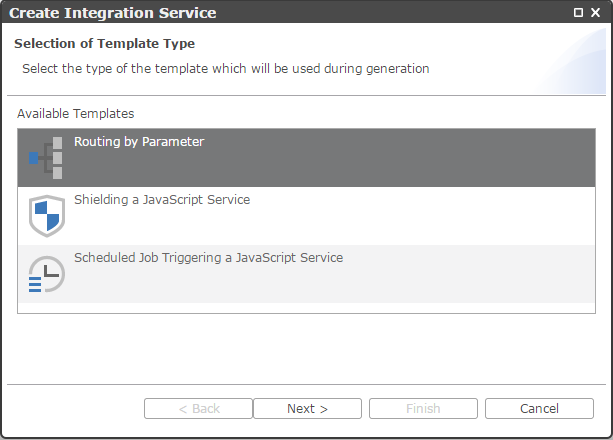 Create Integration Service
Selection of Template Type
Select the type of the template which will be used during generation
Available Templates
Routing by Parameter
Shielding a JavaScript Service
Scheduled Job Triggering a JavaScript Service
< Back Next > Finish Cancel